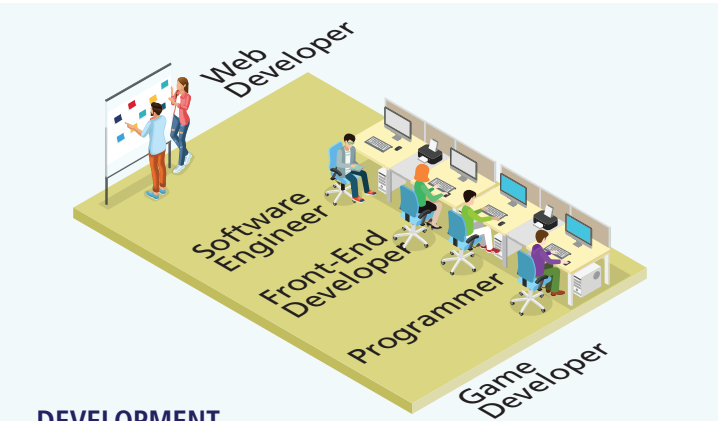 Web
Developer
Software
Engineer
Front-End
Developer
Programmer
Game
Developer
DEVELOPMENT